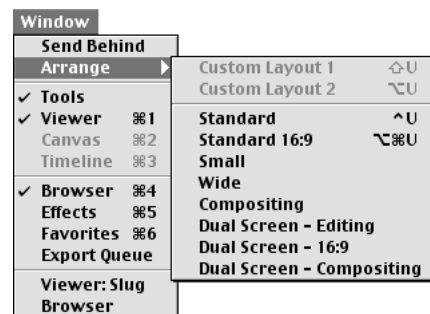 Window
Send Behind
Arrange
Custom Layout 1 ⇧U
Custom Layout 2 ⌥U
✓ Tools
✓ Viewer ⌘1
Canvas ⌘2
Timeline ⌘3
Standard ^U
Standard 16:9 ⌥⌘U
Small
Wide
Compositing
Dual Screen – Editing
Dual Screen – 16:9
Dual Screen – Compositing
✓ Browser ⌘4
Effects ⌘5
Favorites ⌘6
Export Queue
Viewer: Slug
Browser